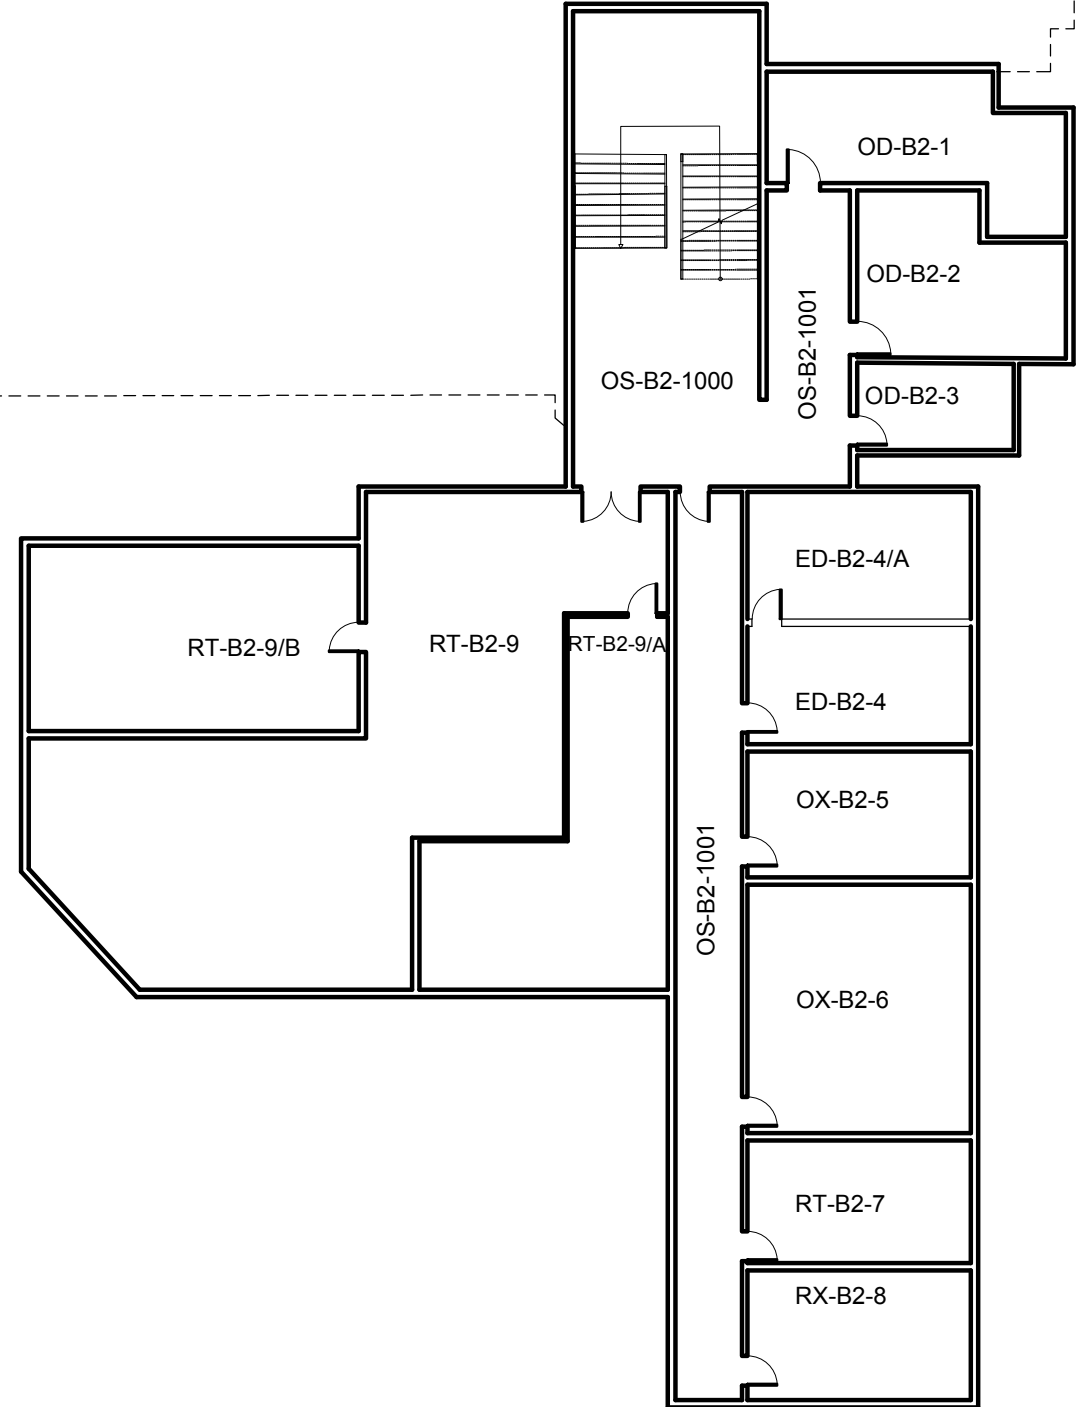 OD-B2-1
OD-B2-2
OS-B2-1001
OS-B2-1000
OD-B2-3
ED-B2-4/A
RT-B2-9/B
RT-B2-9
RT-B2-9/A
ED-B2-4
OX-B2-5
OS-B2-1001
OX-B2-6
RT-B2-7
RX-B2-8